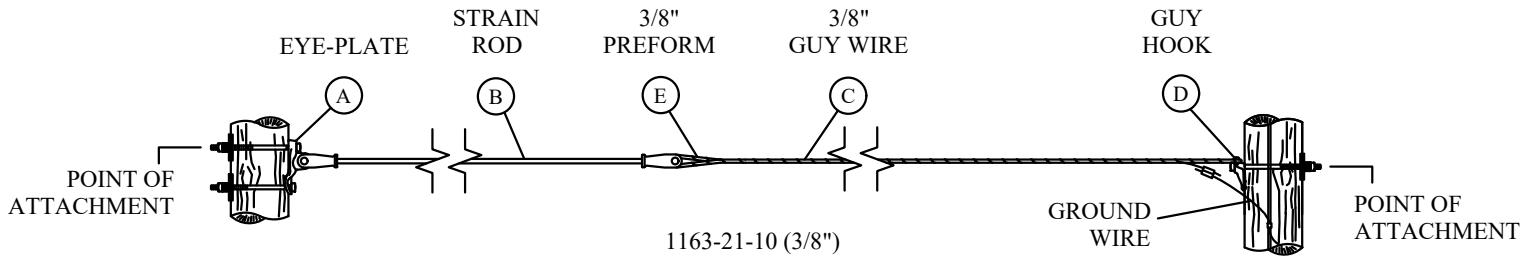 EYE-PLATE
STRAIN
ROD
3/8"
PREFORM
3/8"
GUY WIRE
GUY
HOOK
A
B
E
C
D
POINT OF
ATTACHMENT
GROUND
WIRE
POINT OF
ATTACHMENT
1163-21-10 (3/8")